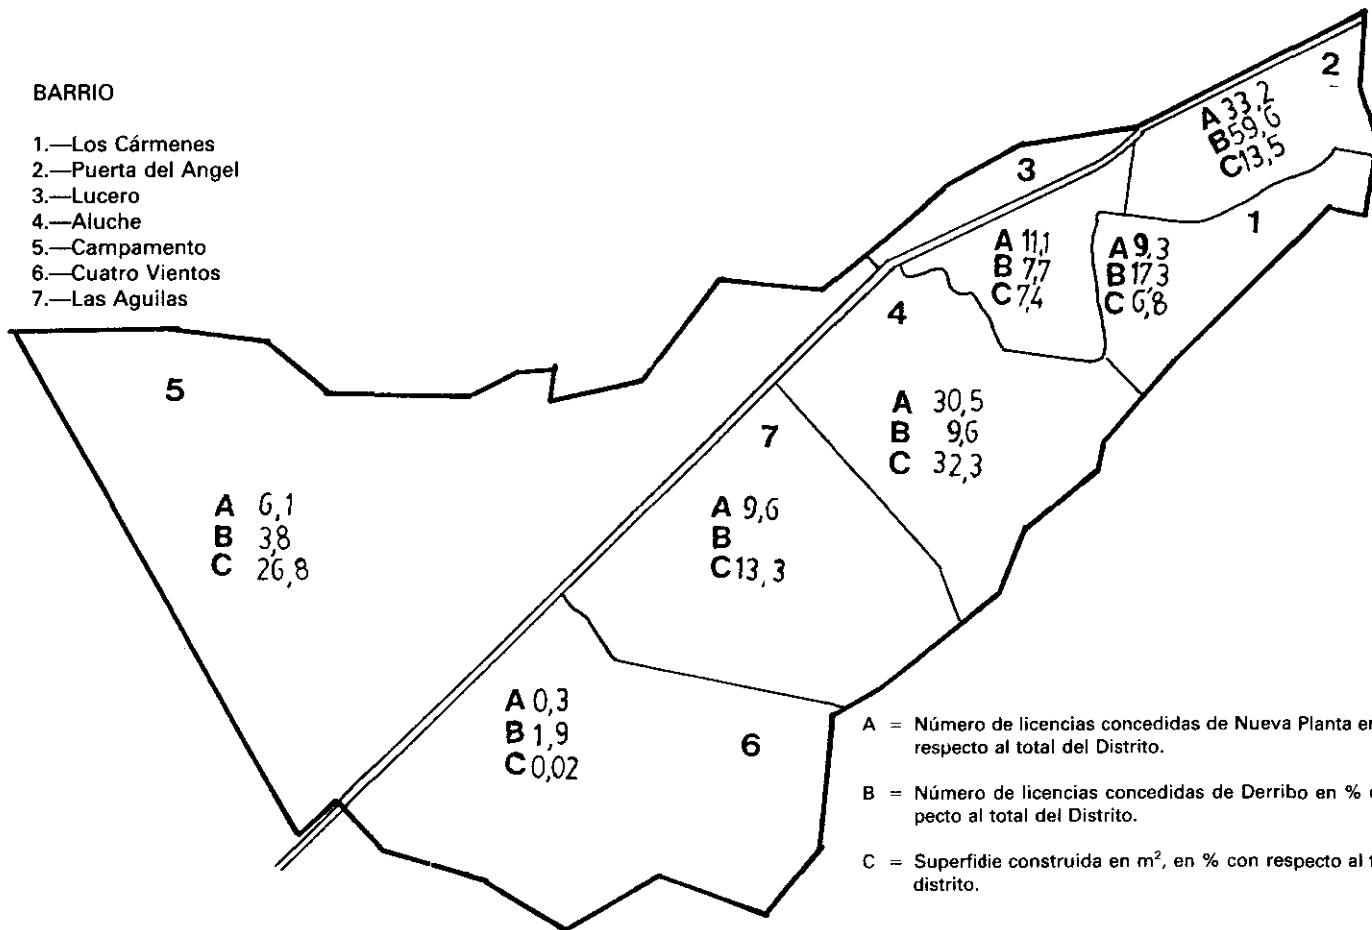 BARRIO
1.—Los Cármenes
2.—Puerta del Angel
3.—Lucero
4.—Aluche
5.—Campamento
6.—Cuatro Vientos
7.—Las Aguilas
2
A 33,2
B 59,6
C 13,5
3
A 11,1
B 7,7
C 7,4
1
A 9,3
B 17,3
C 6,8
4
A 30,5
B 9,6
C 32,3
5
A 6,1
B 3,8
C 26,8
7
A 9,6
B
C 13,3
6
A 0,3
B 1,9
C 0,02
A = Número de licencias concedidas de Nueva Planta en
respecto al total del Distrito.
B = Número de licencias concedidas de Derribo en %
pecto al total del Distrito.
C = Superfidie construida en m², en % con respecto al
distrito.